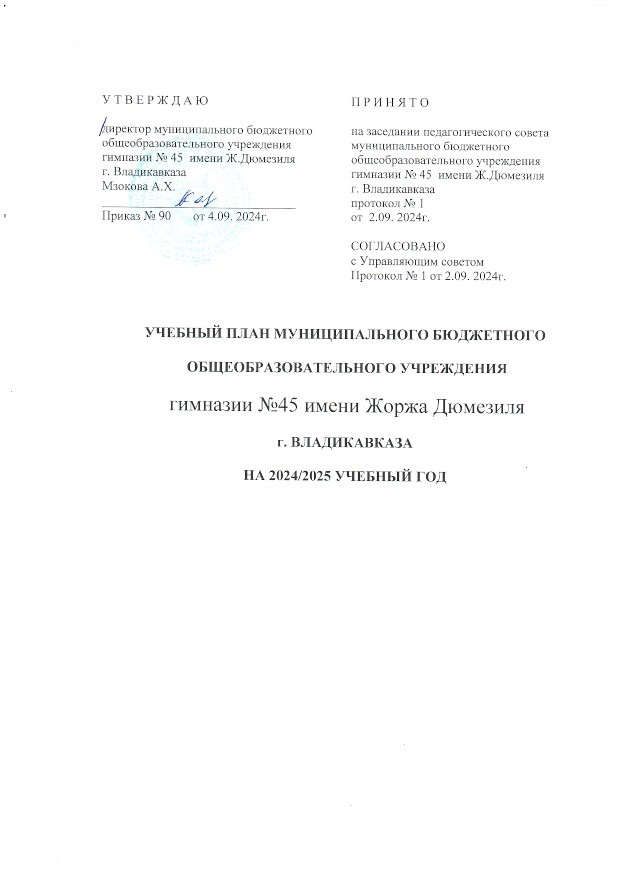 У Т В Е Р Ж Д А Ю
директор муниципального бюджетного
общеобразовательного учреждения
гимназии № 45 имени Ж.Дюмезиля
г. Владикавказа
Мзокова А.Х.
Приказ № 90 от 4.09. 2024г.
П Р И Н Я Т О
на заседании педагогического совета
муниципального бюджетного
общеобразовательного учреждения
гимназии № 45 имени Ж.Дюмезиля
г. Владикавказа
протокол № 1
от 2.09. 2024г.
СОГЛАСОВАНО
с Управляющим советом
Протокол № 1 от 2.09. 2024г.
УЧЕБНЫЙ ПЛАН МУНИЦИПАЛЬНОГО БЮДЖЕТНОГО
ОБЩЕОБРАЗОВАТЕЛЬНОГО УЧРЕЖДЕНИЯ
гимназии №45 имени Жоржа Дюмезиля
г. ВЛАДИКАВКАЗА
НА 2024/2025 УЧЕБНЫЙ ГОД